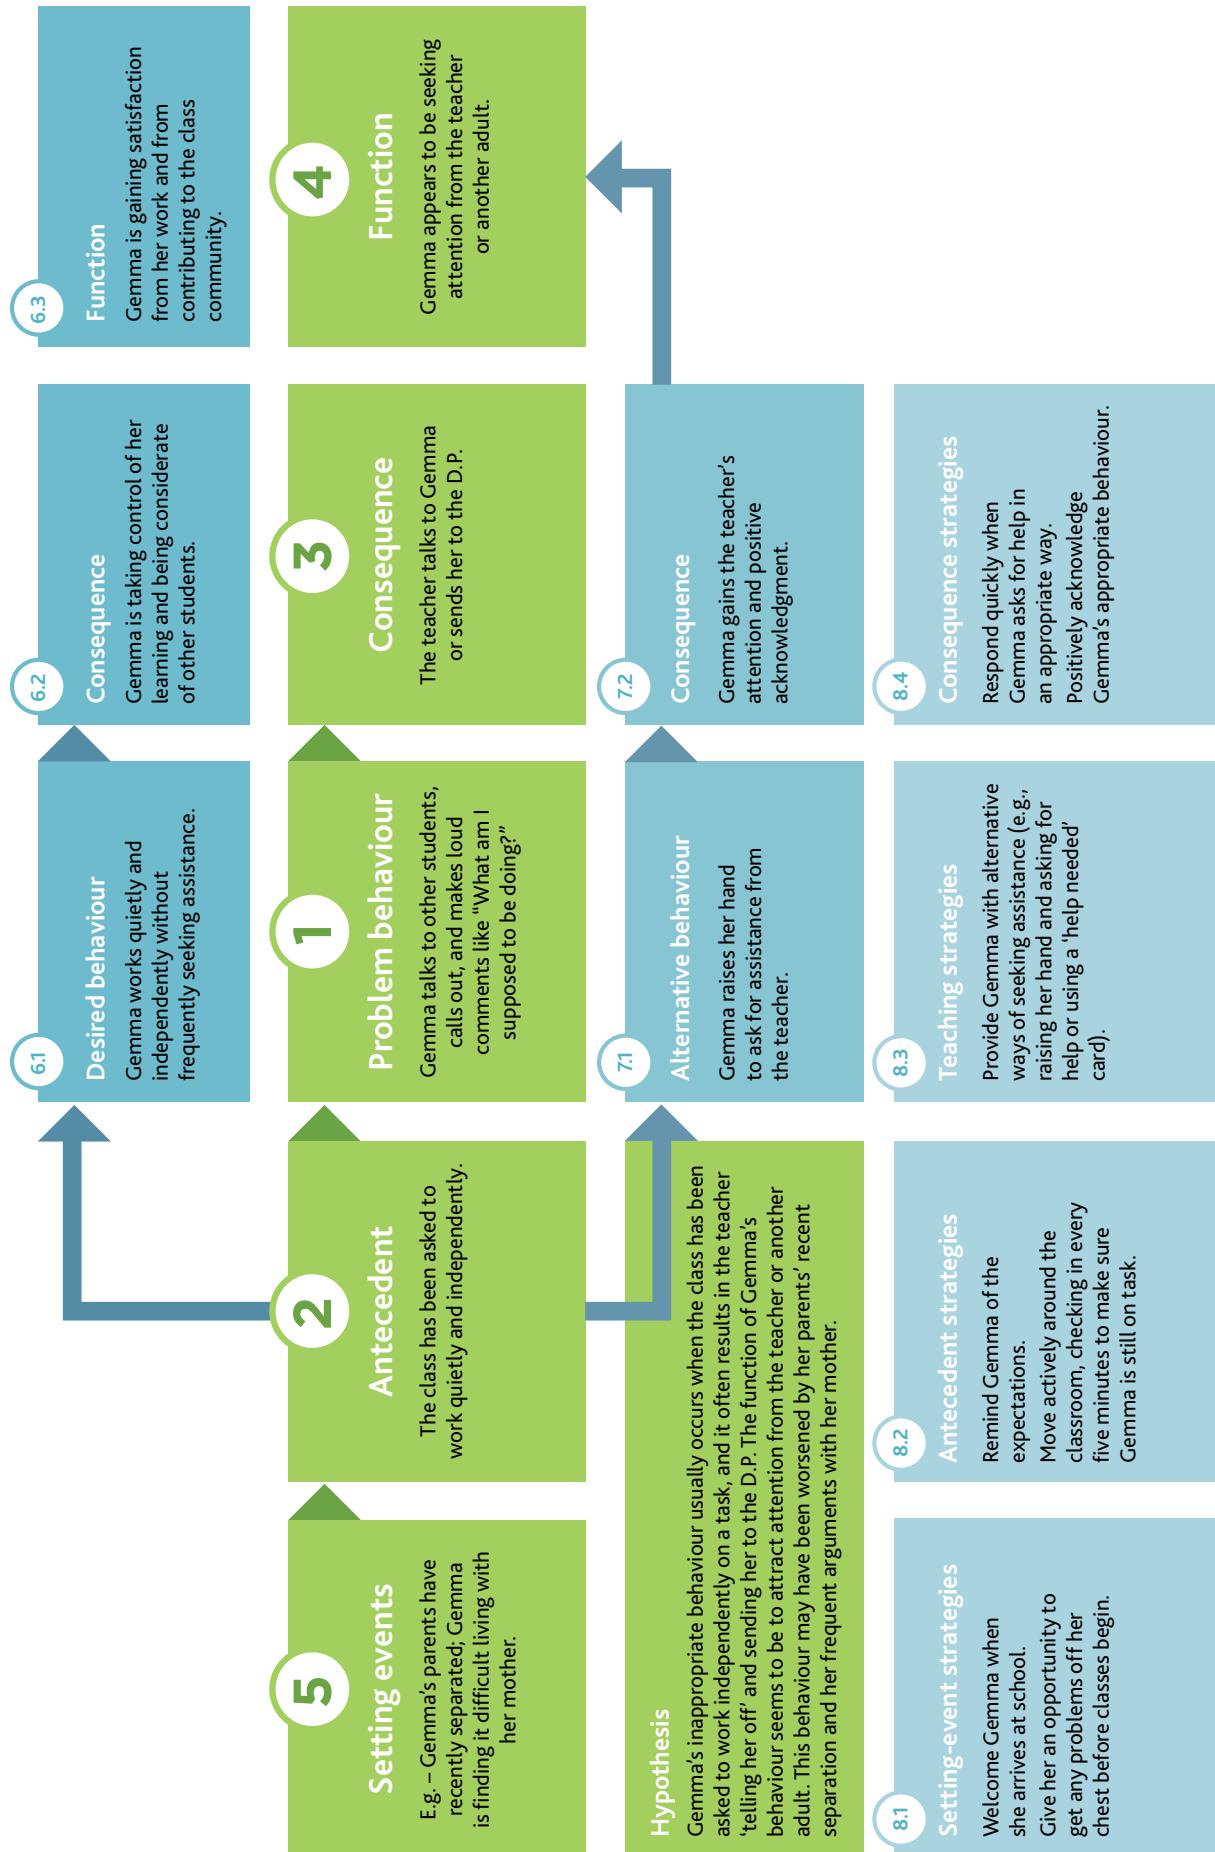 6.1
Desired behaviour
Gemma works quietly and
independently without
frequently seeking assistance.
6.2
Consequence
Gemma is taking control of her
learning and being considerate
of other students.
6.3
Function
Gemma is gaining satisfaction
from her work and from
contributing to the class
community.
5
Setting events
E.g. – Gemma’s parents have
recently separated; Gemma
is finding it difficult living with
her mother.
2
Antecedent
The class has been asked to
work quietly and independently.
1
Problem behaviour
Gemma talks to other students,
calls out, and makes loud
comments like “What am I
supposed to be doing?”
3
Consequence
The teacher talks to Gemma
or sends her to the D.P.
4
Function
Gemma appears to be seeking
attention from the teacher
or another adult.
Hypothesis
Gemma’s inappropriate behaviour usually occurs when the class has been
asked to work independently on a task, and it often results in the teacher
‘telling her off’ and sending her to the D.P. The function of Gemma’s
behaviour seems to be to attract attention from the teacher or another
adult. This behaviour may have been worsened by her parents’ recent
separation and her frequent arguments with her mother.
7.1
Alternative behaviour
Gemma raises her hand
to ask for assistance from
the teacher.
7.2
Consequence
Gemma gains the teacher’s
attention and positive
acknowledgment.
8.1
Setting-event strategies
Welcome Gemma when
she arrives at school.
Give her an opportunity to
get any problems off her
chest before classes begin.
8.2
Antecedent strategies
Remind Gemma of the
expectations.
Move actively around the
classroom, checking in every
five minutes to make sure
Gemma is still on task.
8.3
Teaching strategies
Provide Gemma with alternative
ways of seeking assistance (e.g.,
raising her hand and asking for
help or using a ‘help needed’
card).
8.4
Consequence strategies
Respond quickly when
Gemma asks for help in
an appropriate way.
Positively acknowledge
Gemma’s appropriate behaviour.